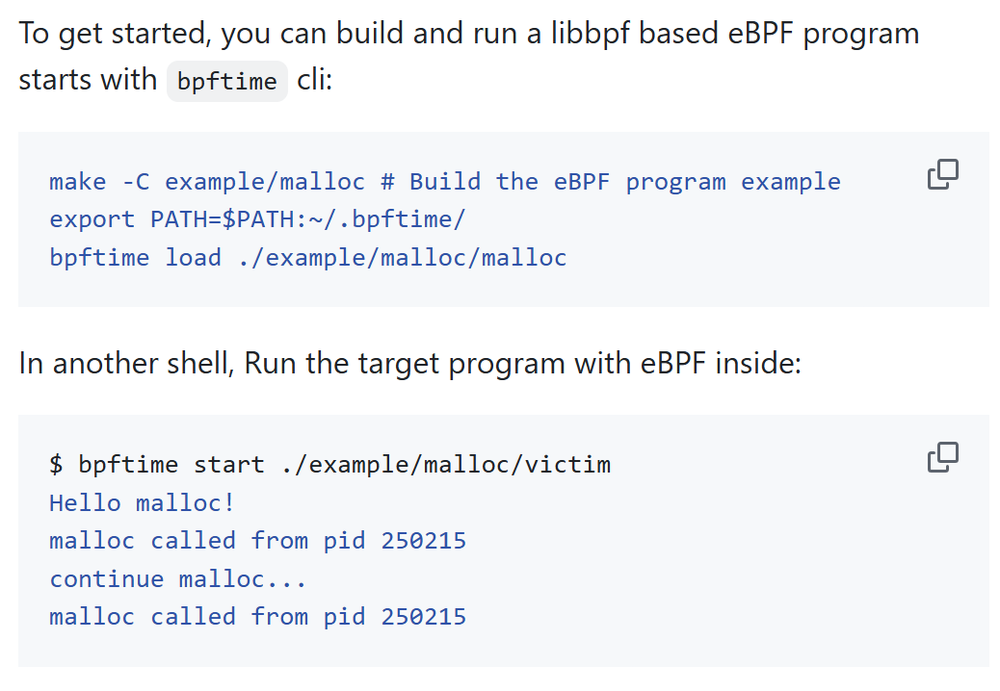 To get started, you can build and run a libbpf based eBPF program
starts with bpftime cli:
make -C example/malloc # Build the eBPF program example
export PATH=$PATH:~/.bpftime/
bpftime load ./example/malloc/malloc
In another shell, Run the target program with eBPF inside:
$ bpftime start ./example/malloc/victim
Hello malloc!
malloc called from pid 250215
continue malloc...
malloc called from pid 250215